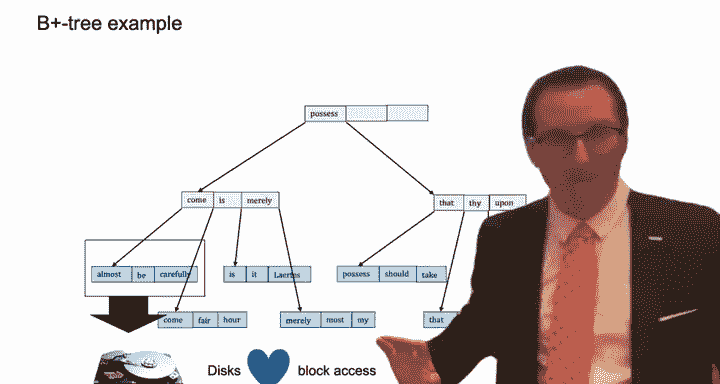 B+-tree example
possess
come is merely
that thy upon
almost be carefully
is it Laertes
possess should take
come fair hour
merely most my
that
Disks block access